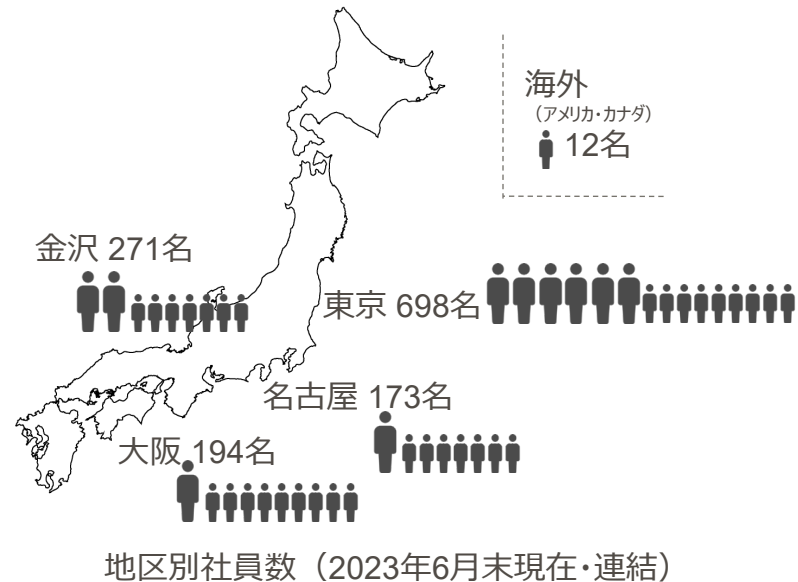 海外
（アメリカ・カナダ）
12名
金沢 271名
東京 698名
名古屋 173名
大阪 194名
地区別社員数（2023年6月末現在・連結）